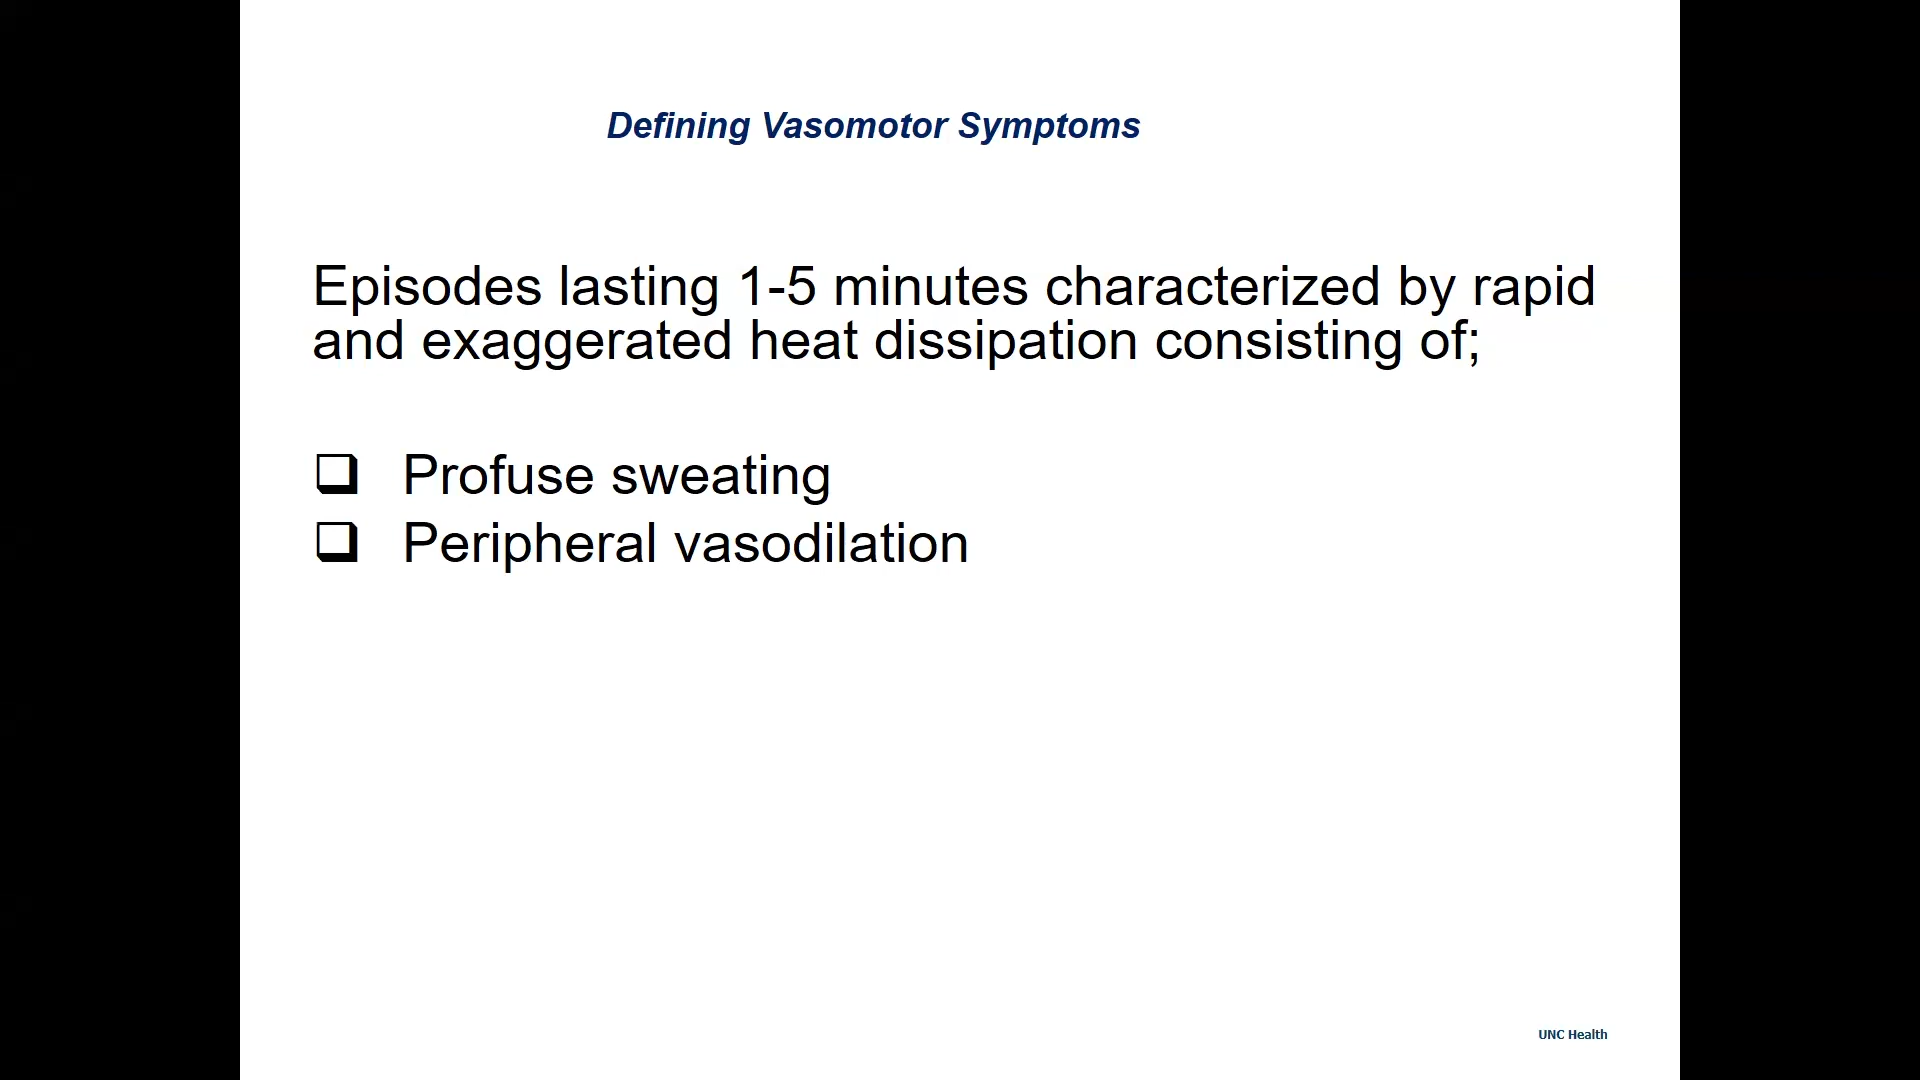 Defining Vasomotor Symptoms
Episodes lasting 1-5 minutes characterized by rapid
and exaggerated heat dissipation consisting of;
❑ Profuse sweating
❑ Peripheral vasodilation
UNC Health